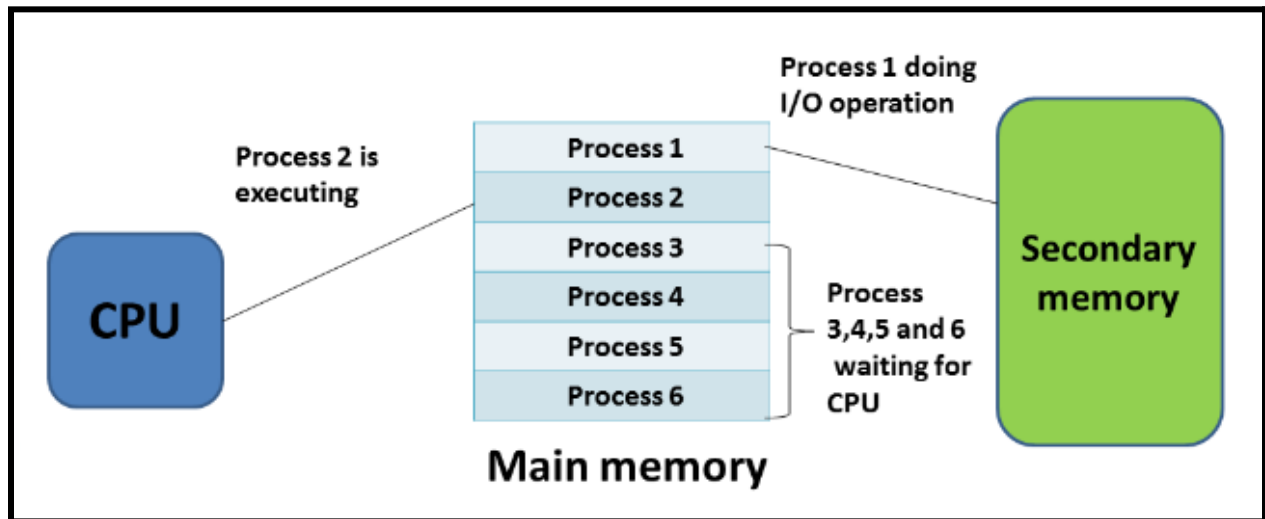 Process 1 doing
I/O operation
Process 2 is
executing
Process 1
Process 2
Process 3
Process 4
Process 5
Process 6
CPU
Secondary
memory
Process
3,4,5 and 6
waiting for
CPU
Main memory